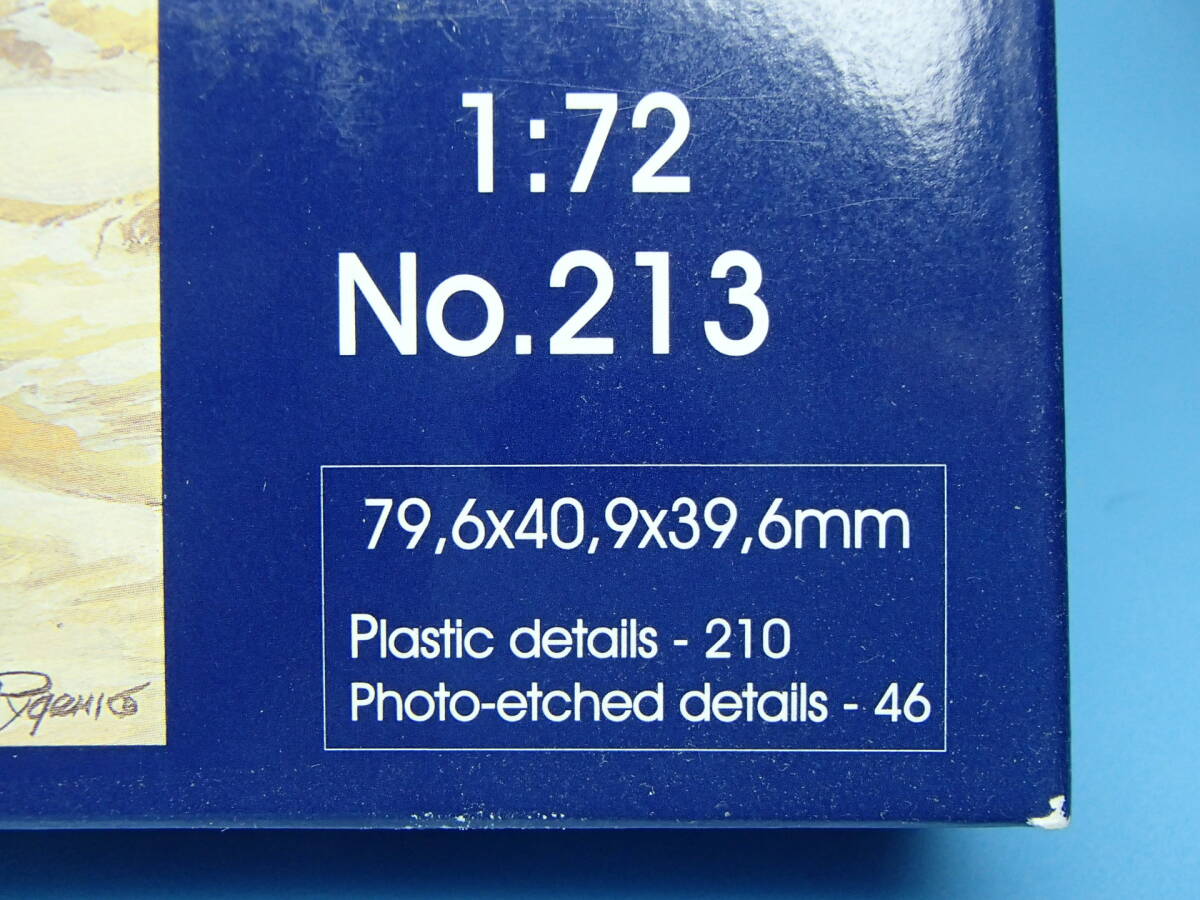 1:72
No.213
79,6x40,9x39,6mm
Plastic details - 210
Photo-etched details - 46